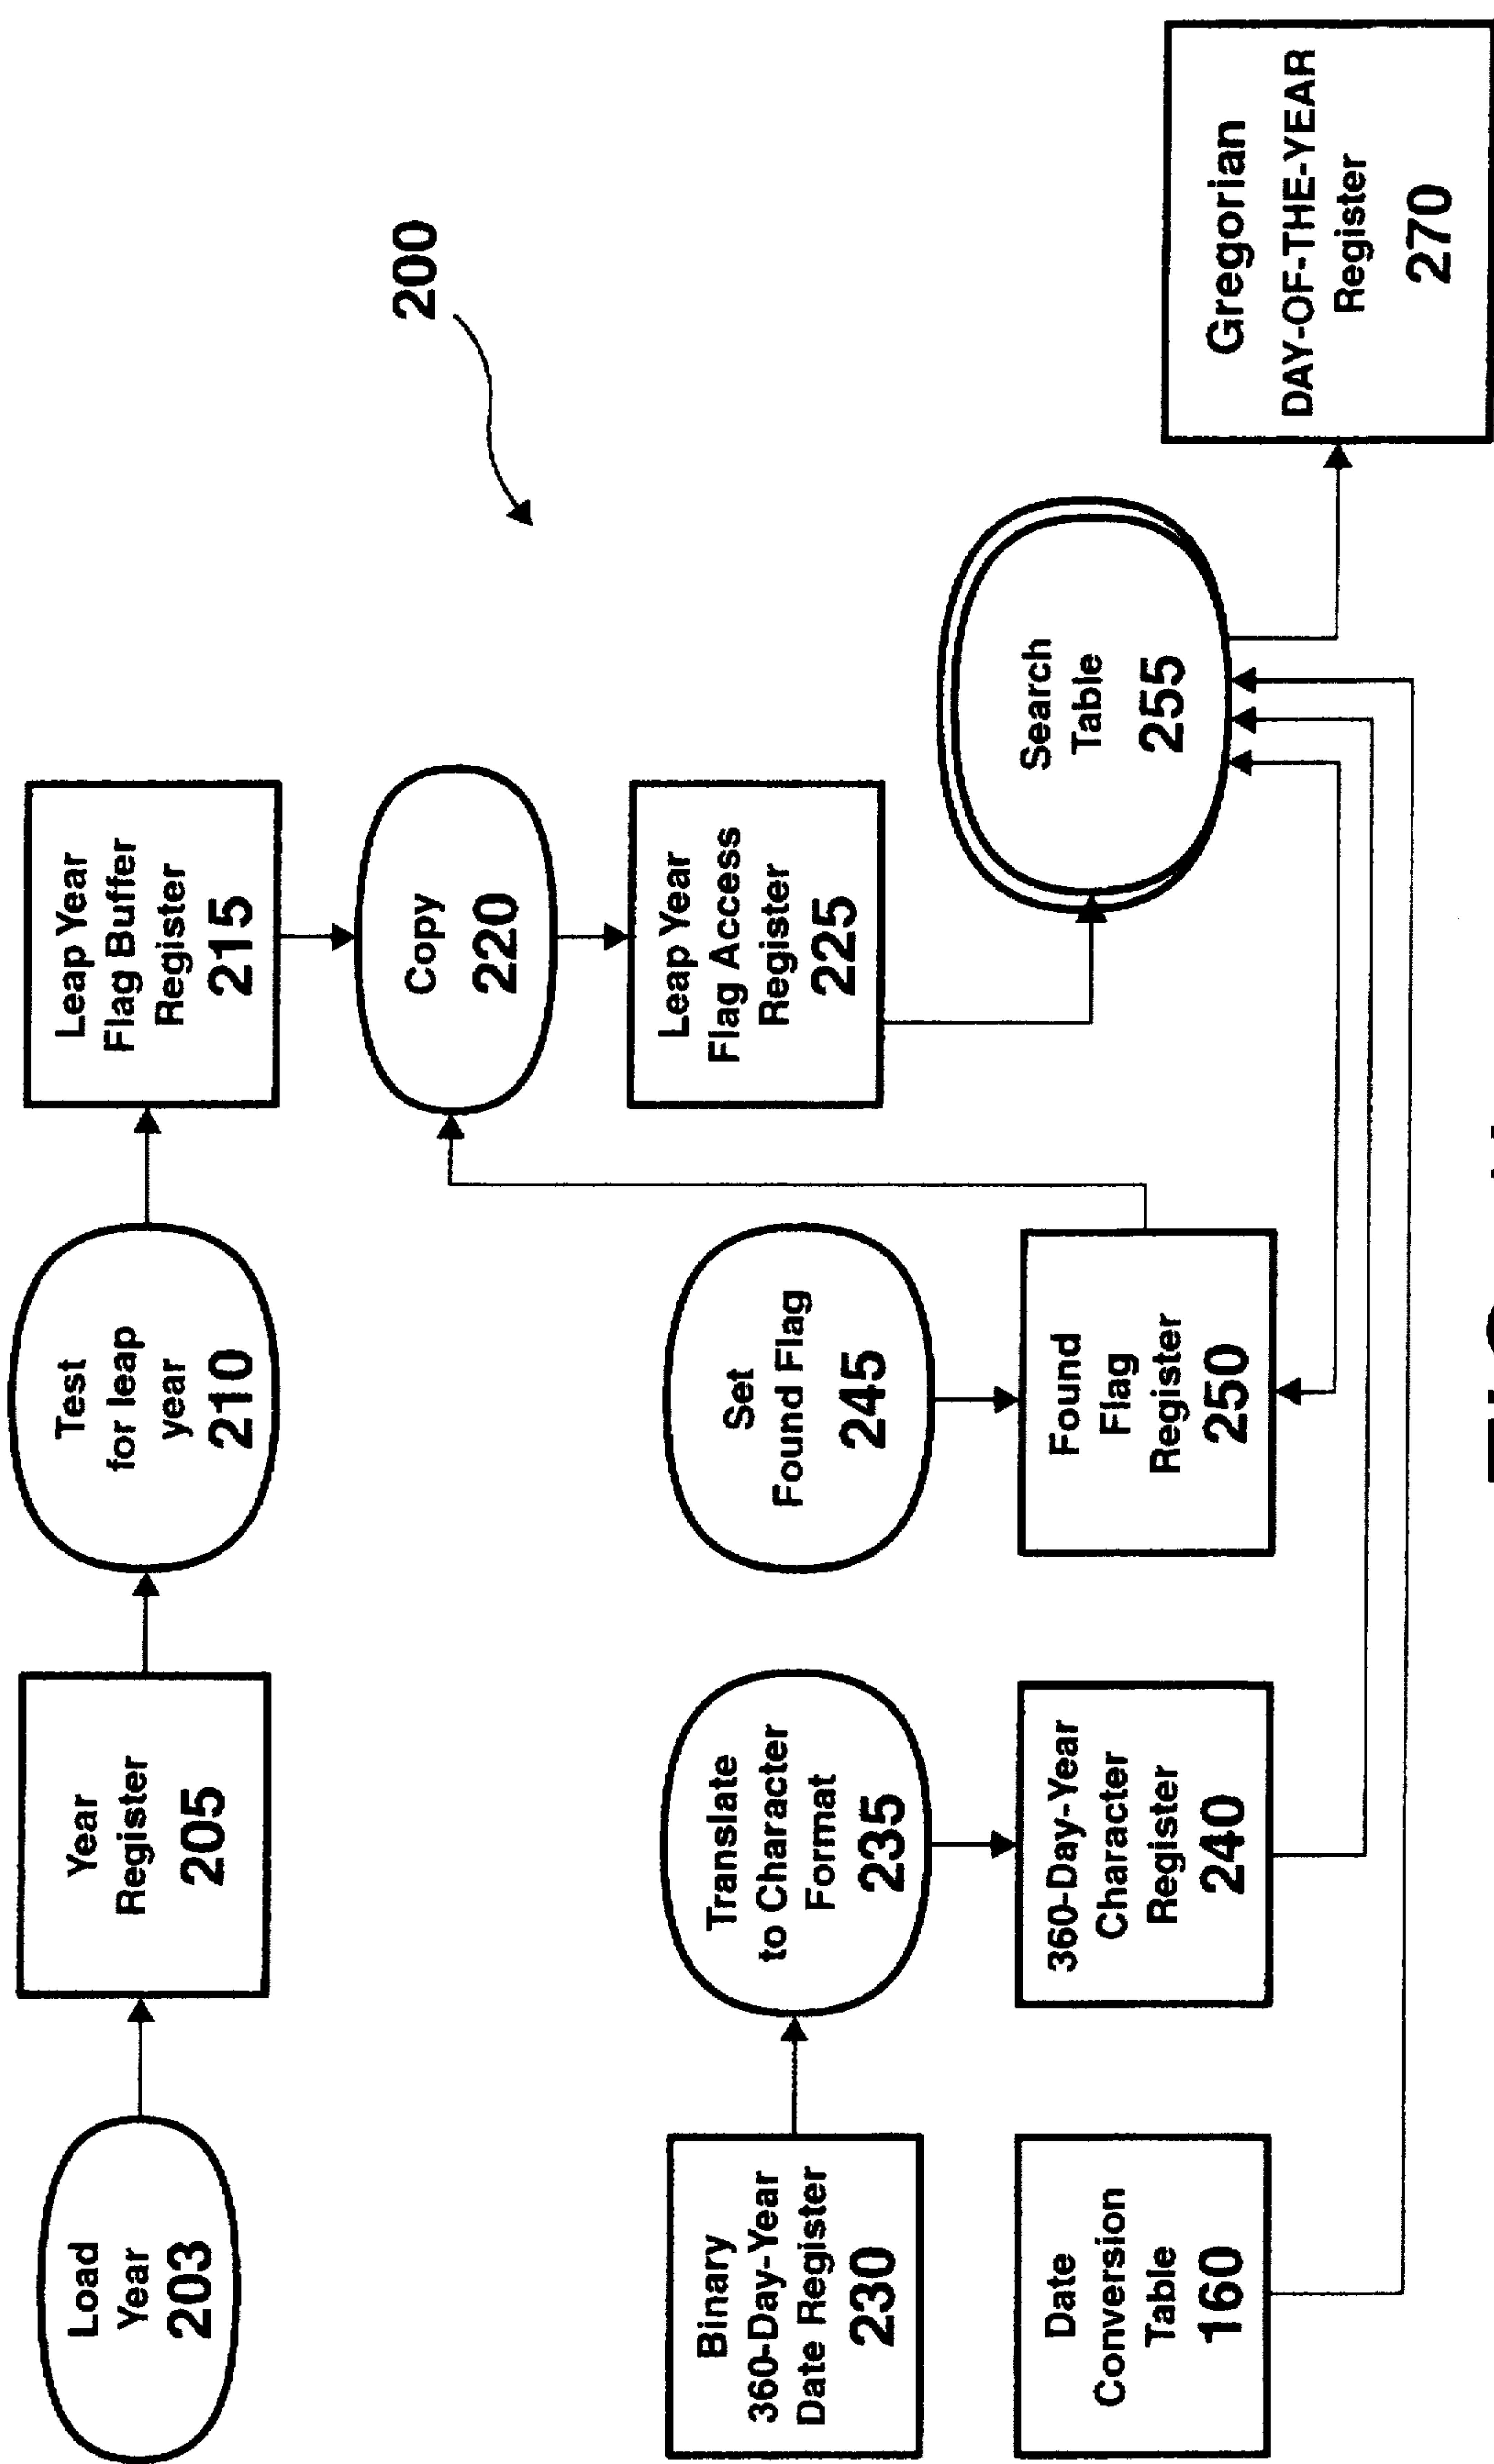 Load
Year
203
Year
Register
205
Test
for leap
year
210
Leap Year
Flag Buffer
Register
215
Copy
220
200
Binary
360-Day-Year
Date Register
230
Translate
to Character
Format
235
Set
Found Flag
245
Leap Year
Flag Access
Register
225
Date
Conversion
Table
160
360-Day-Year
Character
Register
240
Found
Flag
Register
250
Search
Table
255
Gregorian
DAY-OF-THE-YEAR
Register
270